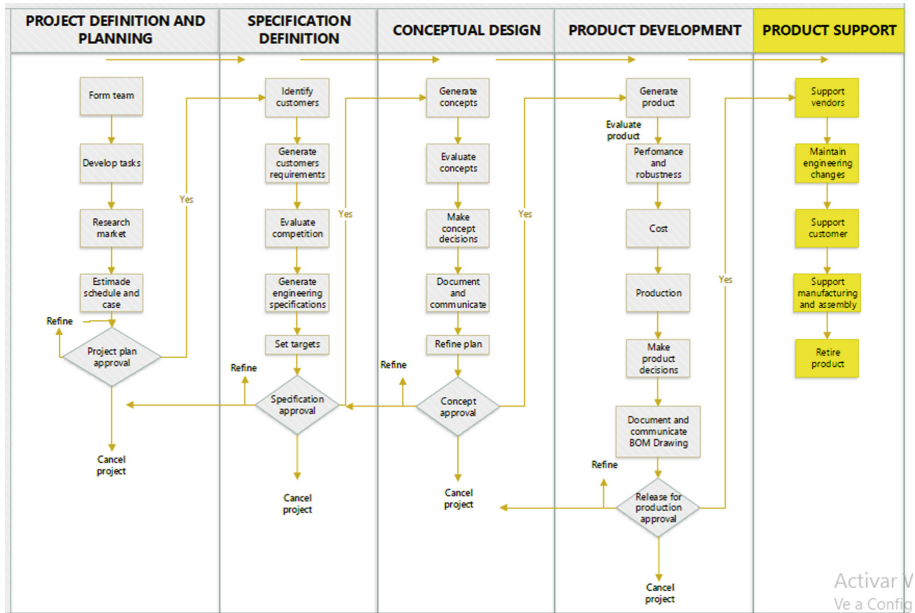 PROJECT DEFINITION AND
PLANNING
SPECIFICATION
DEFINITION
CONCEPTUAL DESIGN
PRODUCT DEVELOPMENT
PRODUCT SUPPORT
Form team
Develop tasks
Research
market
Estimade
schedule and
case
Refine
Project plan
approval
Cancel
project
Yes
Identify
customers
Generate
customers
requirements
Evaluate
competition
Generate
engineering
specifications
Set targets
Refine
Specification
approval
Cancel
project
Yes
Generate
concepts
Evaluate
concepts
Make
concept
decisions
Document
and
communicate
Refine plan
Refine
Concept
approval
Cancel
project
Yes
Generate
product
Evaluate
product
Perfomance
and
robustness
Cost
Production
Make
product
decisions
Document and
communicate
BOM Drawing
Refine
Release for
production
approval
Cancel
project
Yes
Support
vendors
Maintain
engineering
changes
Support
customer
Support
manufacturing
and assembly
Retire
product
Activar
Ve a Config